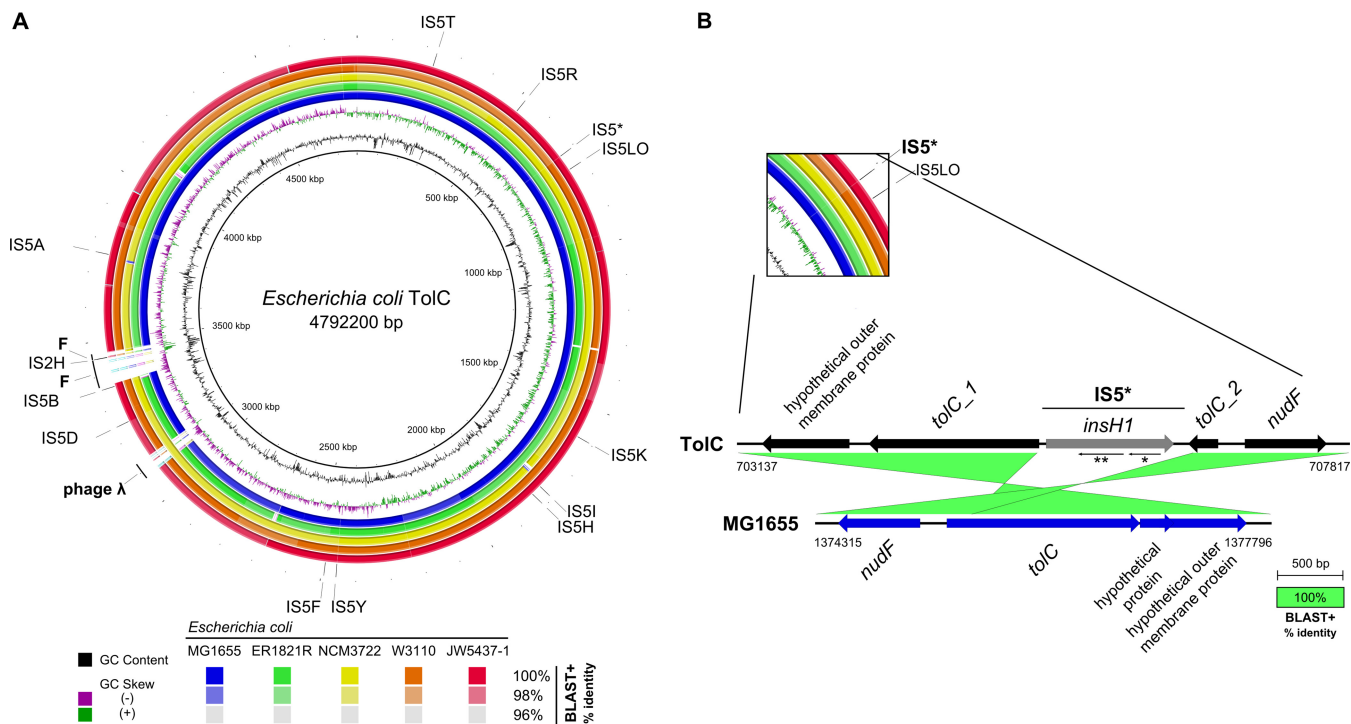 A
IS5T
IS5R
IS5*
IS5LO
IS5A
F
IS2H
F
IS5B
IS5D
phage λ
IS5K
IS5I
IS5H
IS5F
IS5Y
4500 kbp
500 kbp
4000 kbp
1000 kbp
3500 kbp
1500 kbp
3000 kbp
2000 kbp
2500 kbp
Escherichia coli TolC
4792200 bp
Escherichia coli
MG1655 ER1821R NCM3722 W3110 JW5437-1
GC Content
GC Skew
(-)
(+)
100%
98%
96%
BLAST+
% identity
B
IS5*
IS5LO
hypothetical outer
membrane protein
tolC_1
IS5*
insH1
tolC_2
nudF
TolC
** *
703137
707817
MG1655
1374315
1377796
nudF
tolC
hypothetical
protein
hypothetical outer
membrane protein
500 bp
100%
BLAST+
% identity